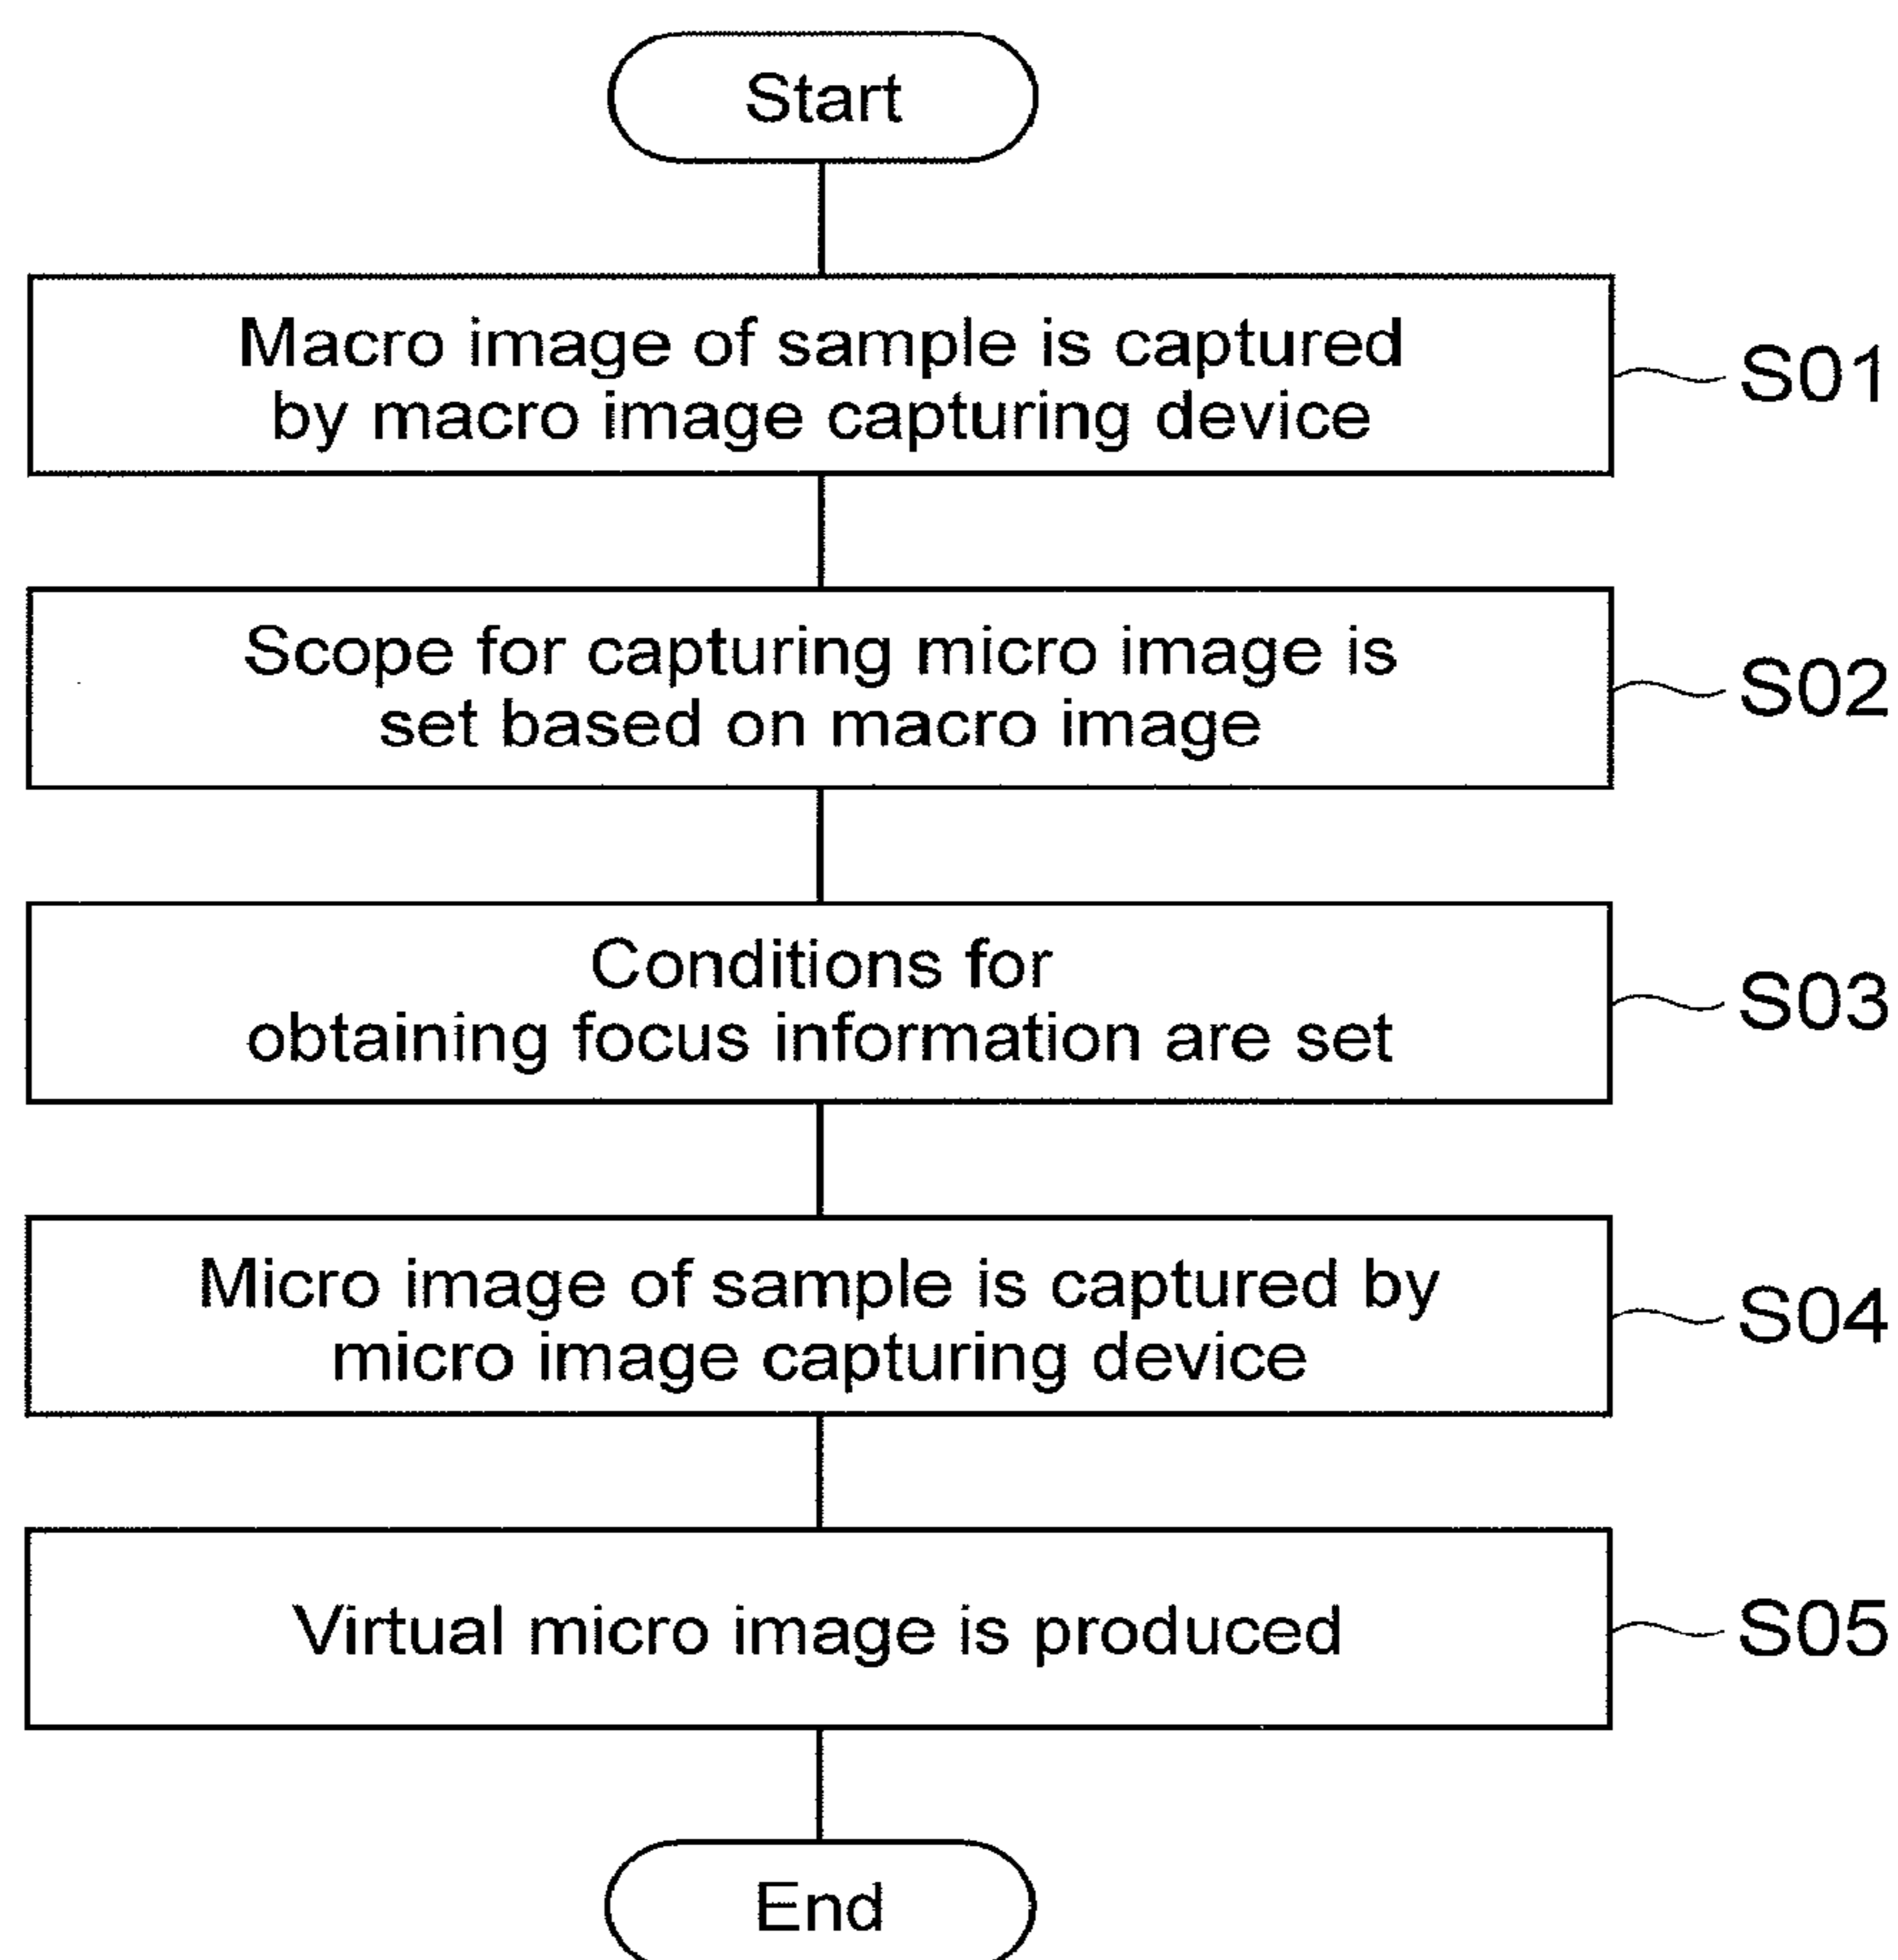 Start
Macro image of sample is captured
by macro image capturing device
S01
Scope for capturing micro image is
set based on macro image
S02
Conditions for
obtaining focus information are set
S03
Micro image of sample is captured by
micro image capturing device
S04
Virtual micro image is produced
S05
End